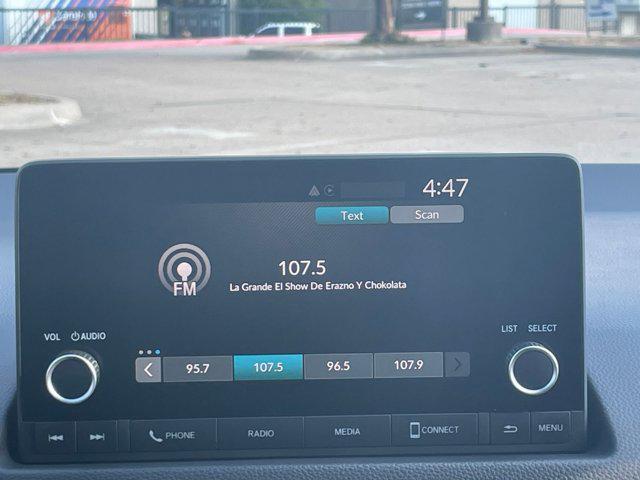 4:47
Text Scan
107.5
FM
La Grande El Show De Erazno Y Chokolata
VOL AUDIO
LIST SELECT
95.7 107.5 96.5 107.9
PHONE RADIO MEDIA CONNECT MENU